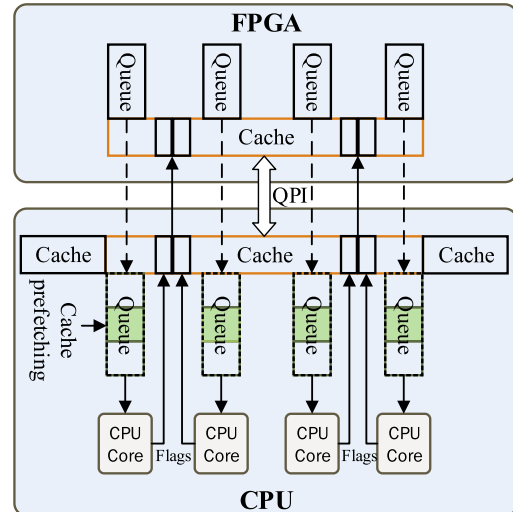 FPGA
Queue Queue Queue Queue
Cache
QPI
Cache Cache Cache
Cache
prefetching
Queue Queue Queue Queue
CPU CPU CPU CPU
Core Flags Core Core Flags Core
CPU